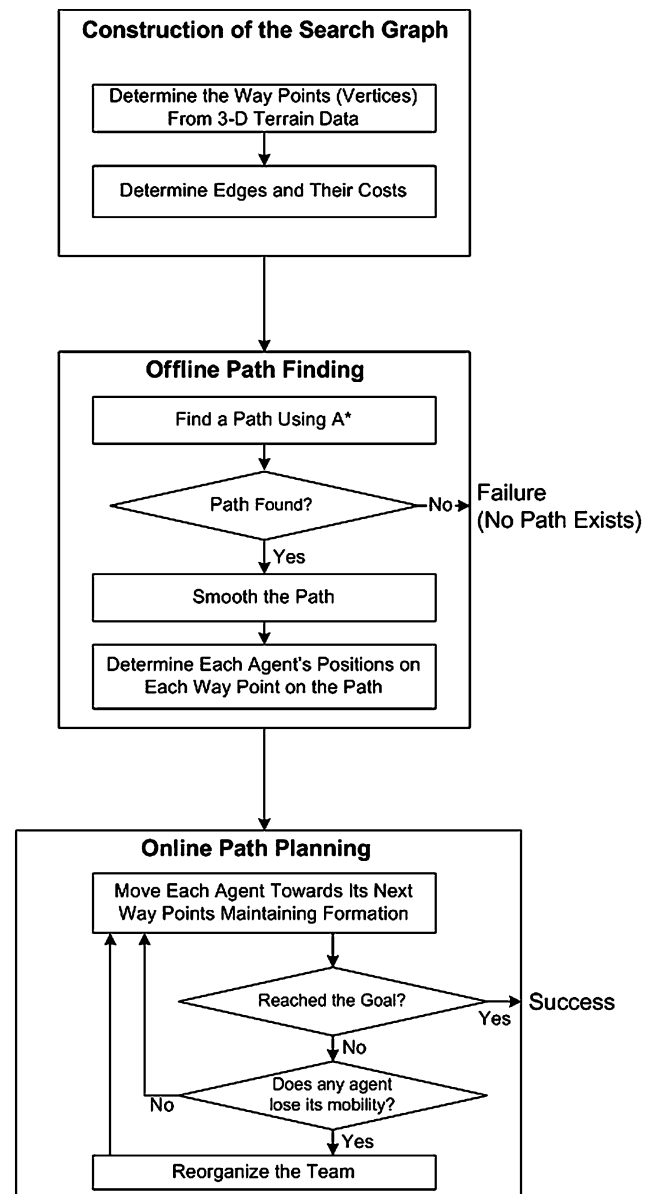 Construction of the Search Graph
Determine the Way Points (Vertices)
From 3-D Terrain Data
Determine Edges and Their Costs
Offline Path Finding
Find a Path Using A*
Path Found?
No
Failure
(No Path Exists)
Yes
Smooth the Path
Determine Each Agent's Positions on
Each Way Point on the Path
Online Path Planning
Move Each Agent Towards Its Next
Way Points Maintaining Formation
Reached the Goal?
Yes
Success
No
Does any agent
lose its mobility?
No
Yes
Reorganize the Team